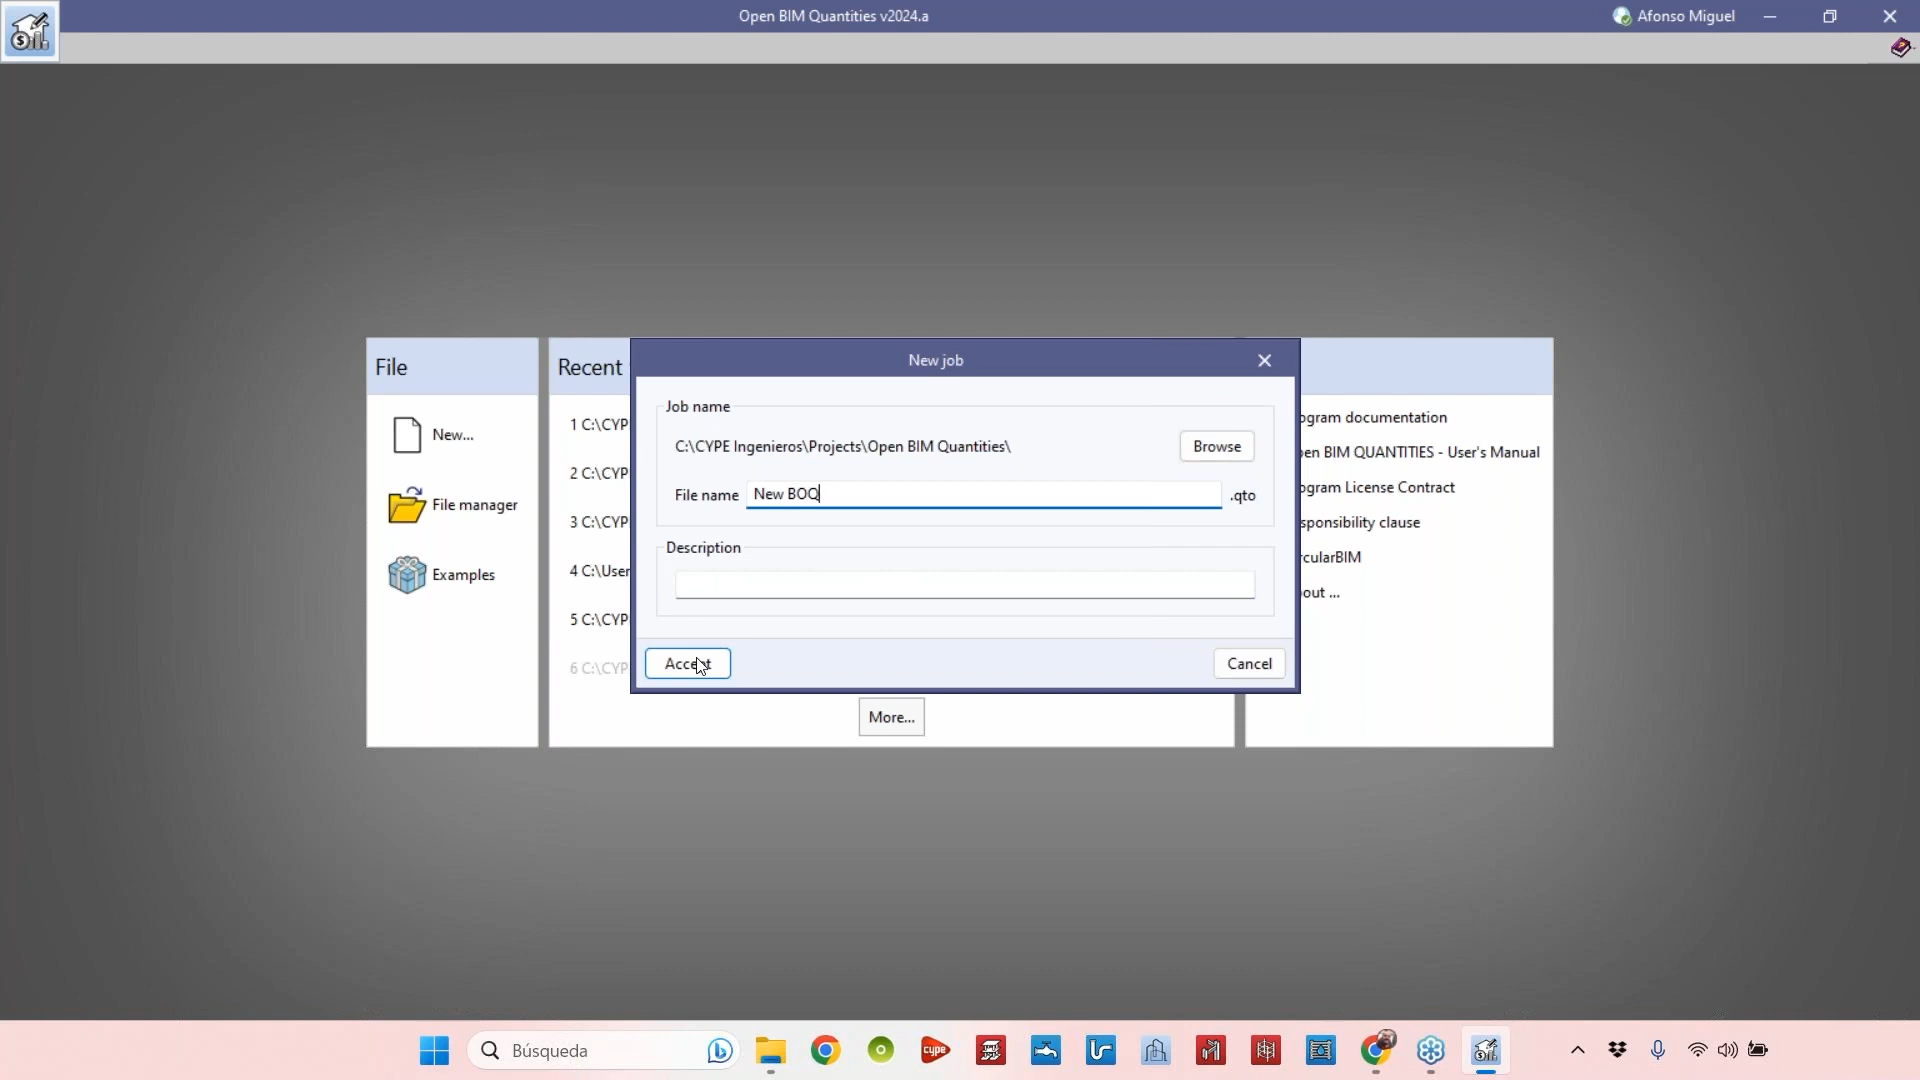 Open BIM Quantities v2024.a
Afonso Miguel
File
New...
File manager
Examples
Recent
1 C:\CYP
2 C:\CYP
3 C:\CYP
4 C:\User
5 C:\CYP
6 C:\CYP
More...
New job
Job name
C:\CYPE Ingenieros\Projects\Open BIM Quantities\
Browse
File name
New BOQ
.qto
Description
Accept
Cancel
ogram documentation
en BIM QUANTITIES - User's Manual
ogram License Contract
sponsibility clause
cularBIM
out ...
Búsqueda
cype